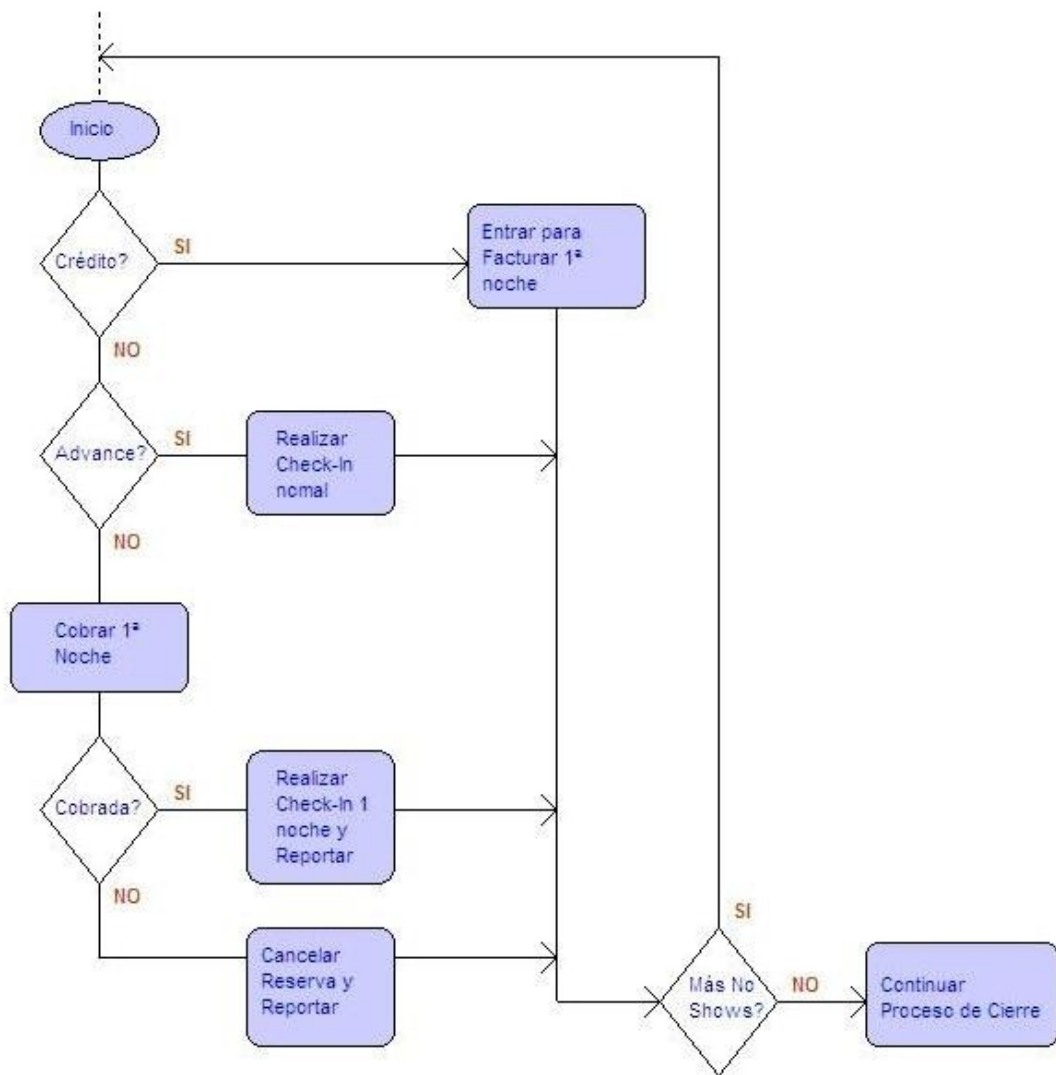 Inicio
Crédito?
SI
Entrar para
Facturar 1ª
noche
NO
Advance?
SI
Realizar
Check-In
nomal
NO
Cobrar 1ª
Noche
Cobrada?
SI
Realizar
Check-In 1
noche y
Reportar
NO
Cancelar
Reserva y
Reportar
SI
Más No
Shows?
NO
Continuar
Proceso de Cierre